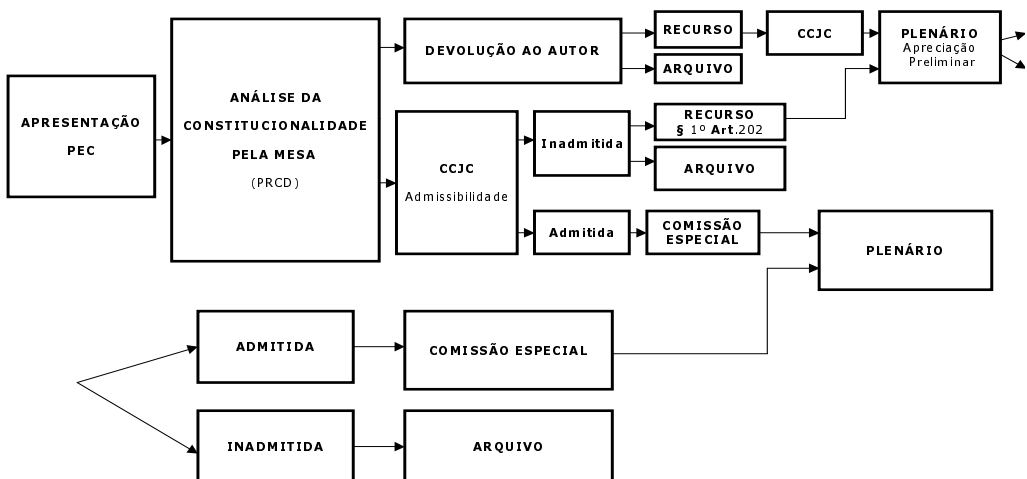 APRESENTAÇÃO
PEC
ANÁLISE DA
CONSTITUCIONALIDADE
PELA MESA
(PRCD)
DEVOLUÇÃO AO AUTOR
RECURSO
ARQUIVO
CCJC
PLENÁRIO
Apreciação
Preliminar
CCJC
Admissibilidade
Inadmitida
RECURSO
§ 1º Art.202
ARQUIVO
Admitida
COMISSÃO
ESPECIAL
PLENÁRIO
ADMITIDA
COMISSÃO ESPECIAL
INADMITIDA
ARQUIVO